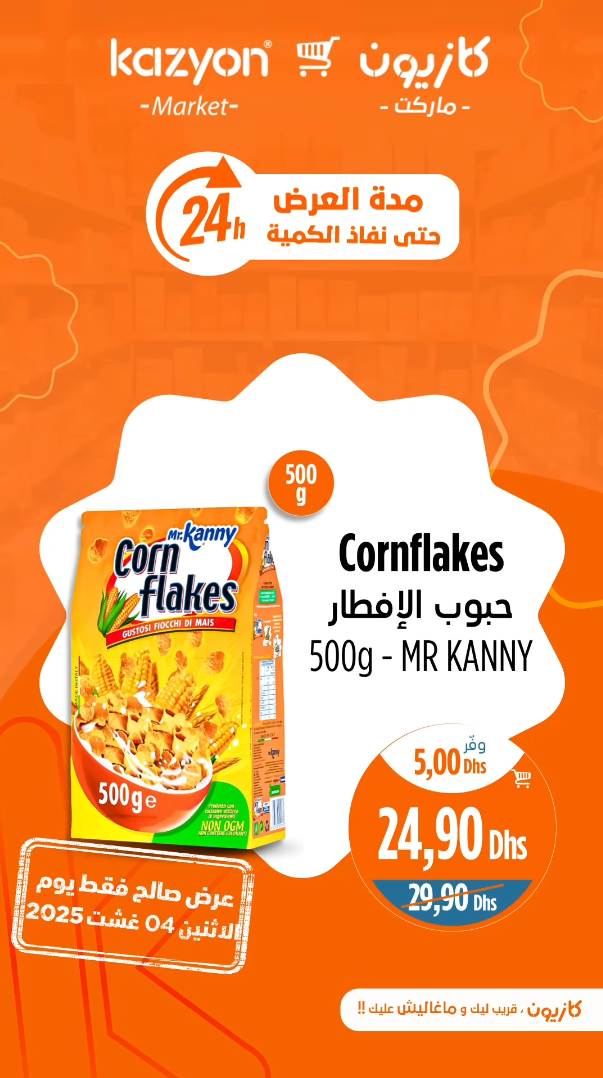 kazyon
كازيون
-Market-
- ماركت -
24h
مدة العرض
حتى نفاذ الكمية
500
g
Mr.Kanny
Corn
flakes
GUSTOSI FIOCCHI DI MAIS
500g e
NON OGM
Cornflakes
حبوب الإفطار
500g - MR KANNY
وفّر
5,00 Dhs
24,90 Dhs
29,90 Dhs
عرض صالح فقط يوم
الاثنين 04 غشت 2025
كازيون ، قريب ليك و ماغاليش عليك !!